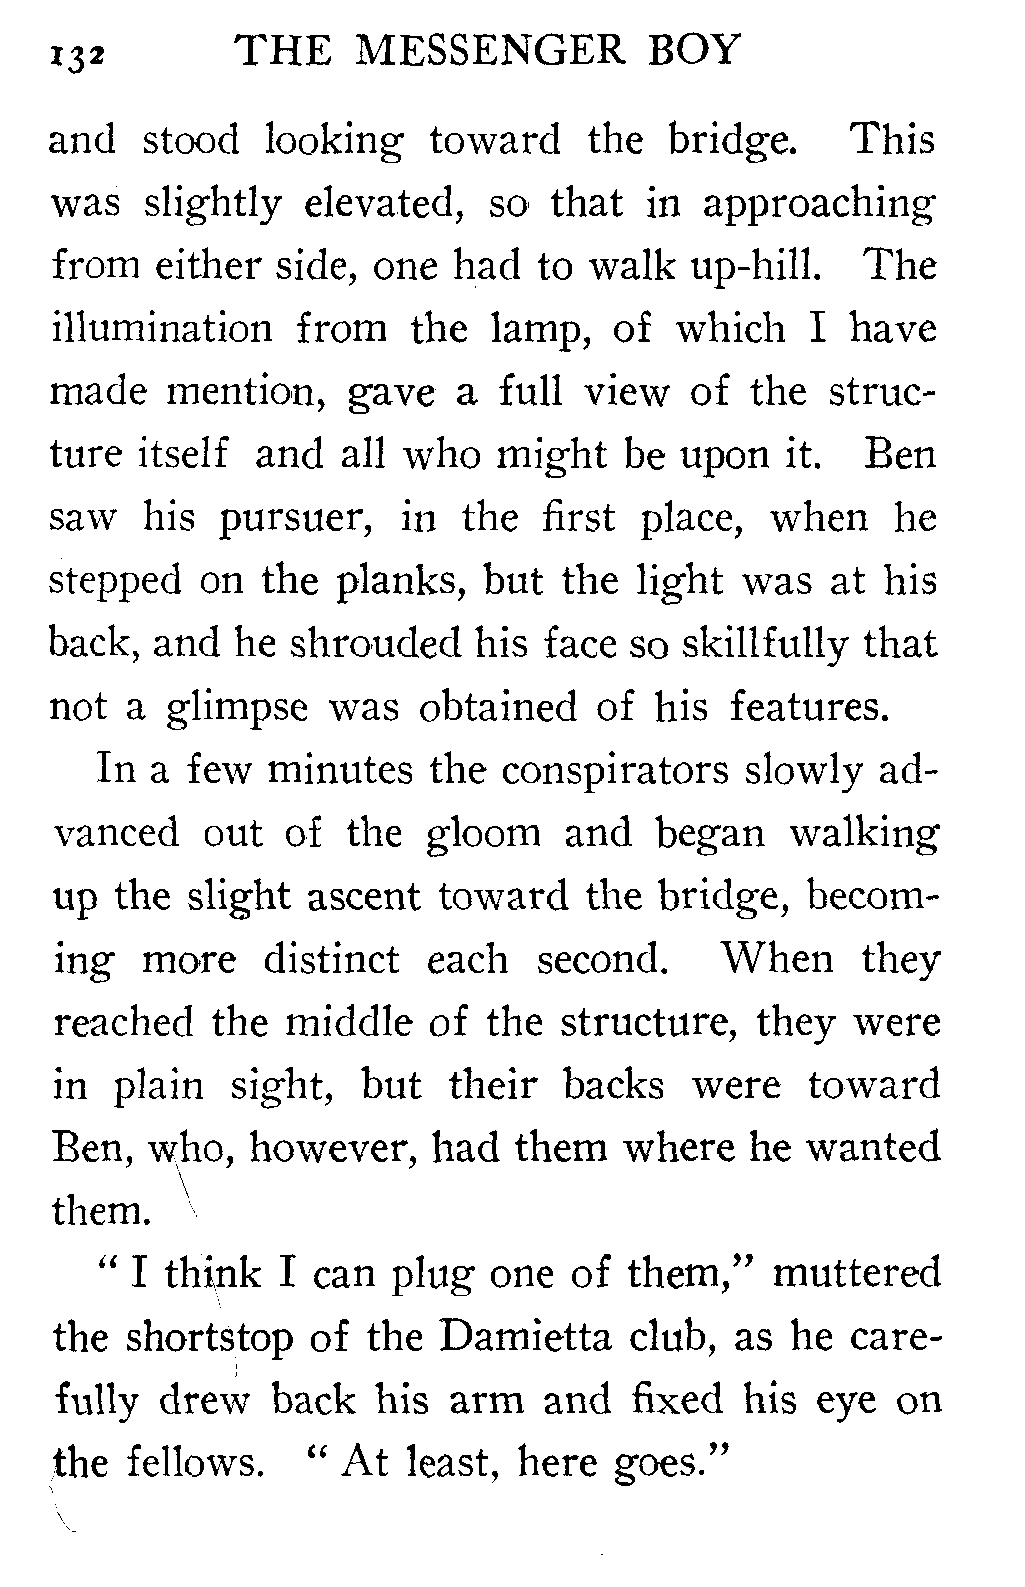 132 THE MESSENGER BOY
and stood looking toward the bridge. This
was slightly elevated, so that in approaching
from either side, one had to walk up-hill. The
illumination from the lamp, of which I have
made mention, gave a full view of the struc-
ture itself and all who might be upon it. Ben
saw his pursuer, in the first place, when he
stepped on the planks, but the light was at his
back, and he shrouded his face so skillfully that
not a glimpse was obtained of his features.
In a few minutes the conspirators slowly ad-
vanced out of the gloom and began walking
up the slight ascent toward the bridge, becom-
ing more distinct each second. When they
reached the middle of the structure, they were
in plain sight, but their backs were toward
Ben, who, however, had them where he wanted
them.
" I think I can plug one of them," muttered
the shortstop of the Damietta club, as he care-
fully drew back his arm and fixed his eye on
the fellows. " At least, here goes."